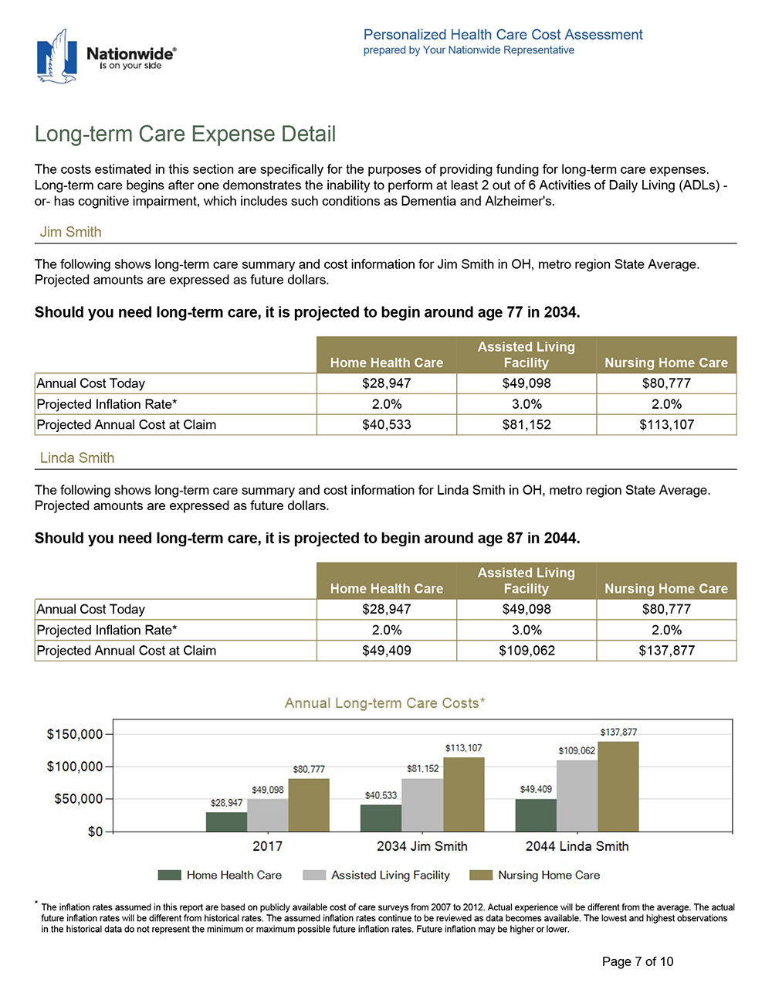 Nationwide®
is on your side
Personalized Health Care Cost Assessment
prepared by Your Nationwide Representative
Long-term Care Expense Detail
The costs estimated in this section are specifically for the purposes of providing funding for long-term care expenses.
Long-term care begins after one demonstrates the inability to perform at least 2 out of 6 Activities of Daily Living (ADLs) -
or- has cognitive impairment, which includes such conditions as Dementia and Alzheimer's.
Jim Smith
The following shows long-term care summary and cost information for Jim Smith in OH, metro region State Average.
Projected amounts are expressed as future dollars.
Should you need long-term care, it is projected to begin around age 77 in 2034.
Home Health Care Assisted Living Facility Nursing Home Care
Annual Cost Today $28,947 $49,098 $80,777
Projected Inflation Rate* 2.0% 3.0% 2.0%
Projected Annual Cost at Claim $40,533 $81,152 $113,107
Linda Smith
The following shows long-term care summary and cost information for Linda Smith in OH, metro region State Average.
Projected amounts are expressed as future dollars.
Should you need long-term care, it is projected to begin around age 87 in 2044.
Home Health Care Assisted Living Facility Nursing Home Care
Annual Cost Today $28,947 $49,098 $80,777
Projected Inflation Rate* 2.0% 3.0% 2.0%
Projected Annual Cost at Claim $49,409 $109,062 $137,877
Annual Long-term Care Costs*
$150,000
$100,000
$50,000
$0
$28,947 $49,098 $80,777
$40,533 $81,152 $113,107
$49,409 $109,062 $137,877
2017 2034 Jim Smith 2044 Linda Smith
Home Health Care Assisted Living Facility Nursing Home Care
* The inflation rates assumed in this report are based on publicly available cost of care surveys from 2007 to 2012. Actual experience will be different from the average. The actual
future inflation rates will be different from historical rates. The assumed inflation rates continue to be reviewed as data becomes available. The lowest and highest observations
in the historical data do not represent the minimum or maximum possible future inflation rates. Future inflation may be higher or lower.
Page 7 of 10